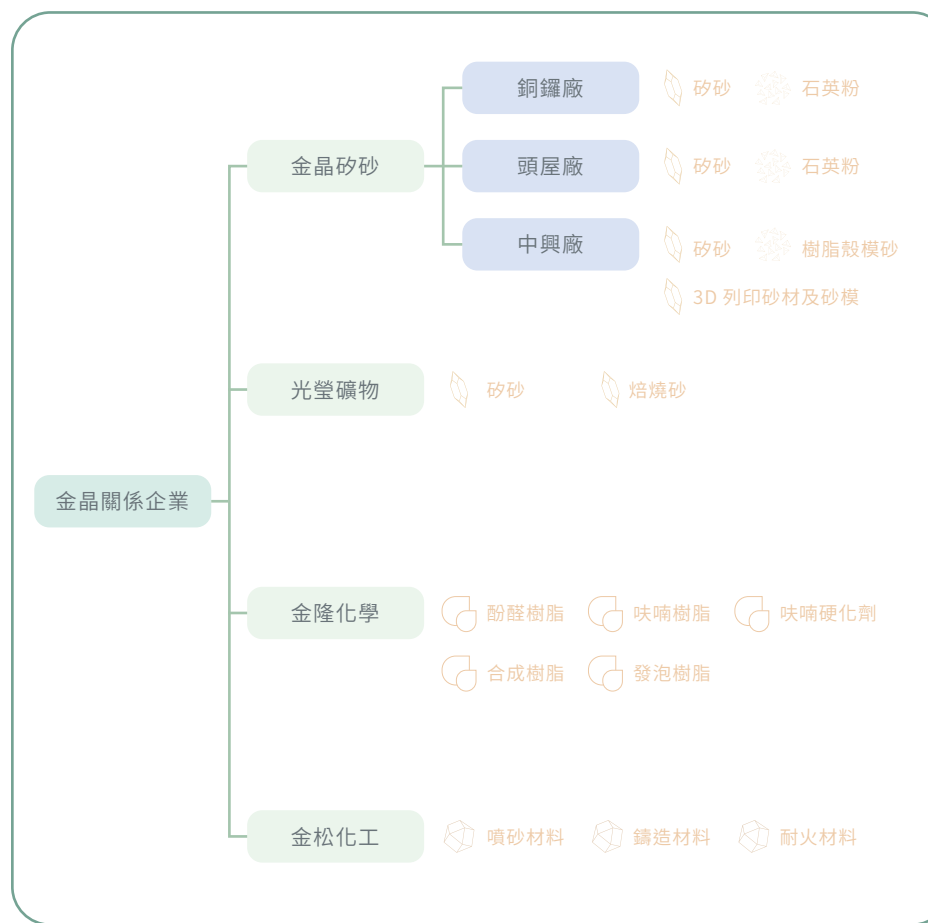 銅鑼廠 矽砂 石英粉
金晶矽砂 頭屋廠 矽砂 石英粉
中興廠 矽砂 樹脂殼模砂
3D 列印砂材及砂模
光瑩礦物 矽砂 焙燒砂
金晶關係企業
金隆化學 酚醛樹脂 呋喃樹脂 呋喃硬化劑
合成樹脂 發泡樹脂
金松化工 噴砂材料 鑄造材料 耐火材料